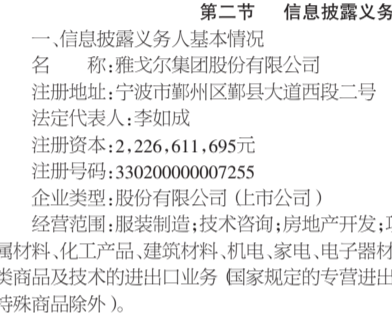 第二节 信息披露义务
一、信息披露义务人基本情况
名 称:雅戈尔集团股份有限公司
注册地址:宁波市鄞州区鄞县大道西段二号
法定代表人:李如成
注册资本:2,226,611,695元
注册号码:330200000007255
企业类型:股份有限公司(上市公司)
经营范围:服装制造;技术咨询;房地产开发;
属材料、化工产品、建筑材料、机电、家电、电子器材
类商品及技术的进出口业务(国家规定的专营进出
特殊商品除外)。